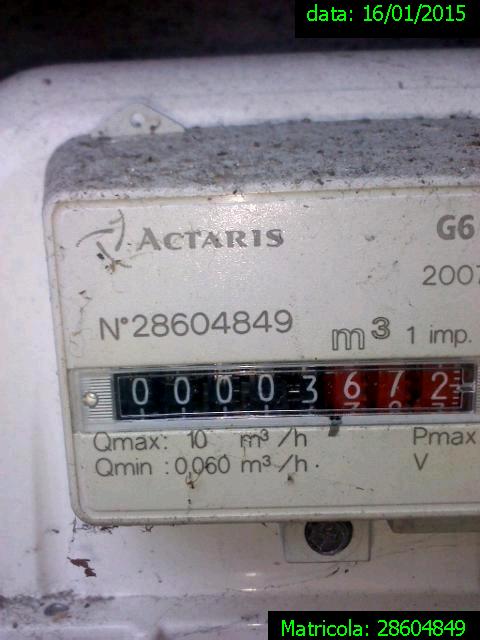 data: 16/01/2015
ACTARIS
G6
2007
N°28604849
m³ 1 imp.
0 0 0 0 3 6 7 2
Qmax: 10 m³/h
Pmax
Qmin : 0,060 m³/h
V
Matricola: 28604849